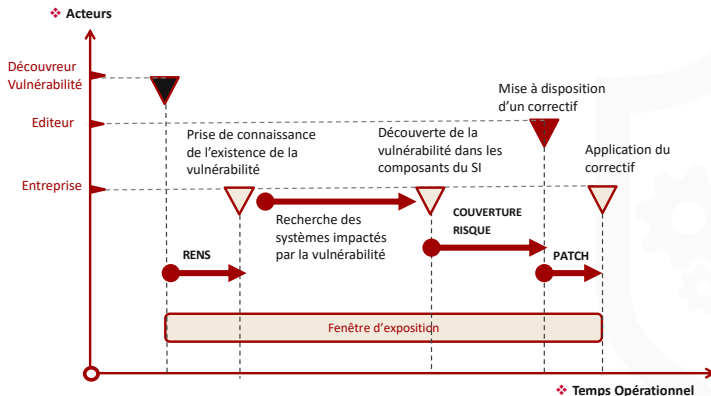 ❖ Acteurs
Découvreur
Vulnérabilité
Mise à disposition
d'un correctif
Editeur
Prise de connaissance
de l'existence de la
vulnérabilité
Découverte de la
vulnérabilité dans les
composants du SI
Application du
correctif
Entreprise
Recherche des
systèmes impactés
par la vulnérabilité
COUVERTURE
RISQUE
RENS
PATCH
Fenêtre d'exposition
❖ Temps Opérationnel